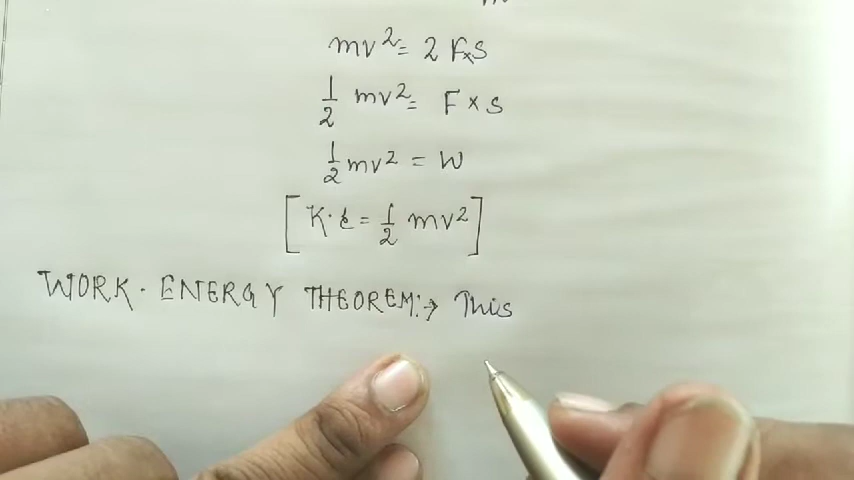 mv²= 2 F×S
1/2 mv²= F × S
1/2 mv² = W
[K·E = 1/2 mv²]
WORK· ENERGY THEOREM:→ This